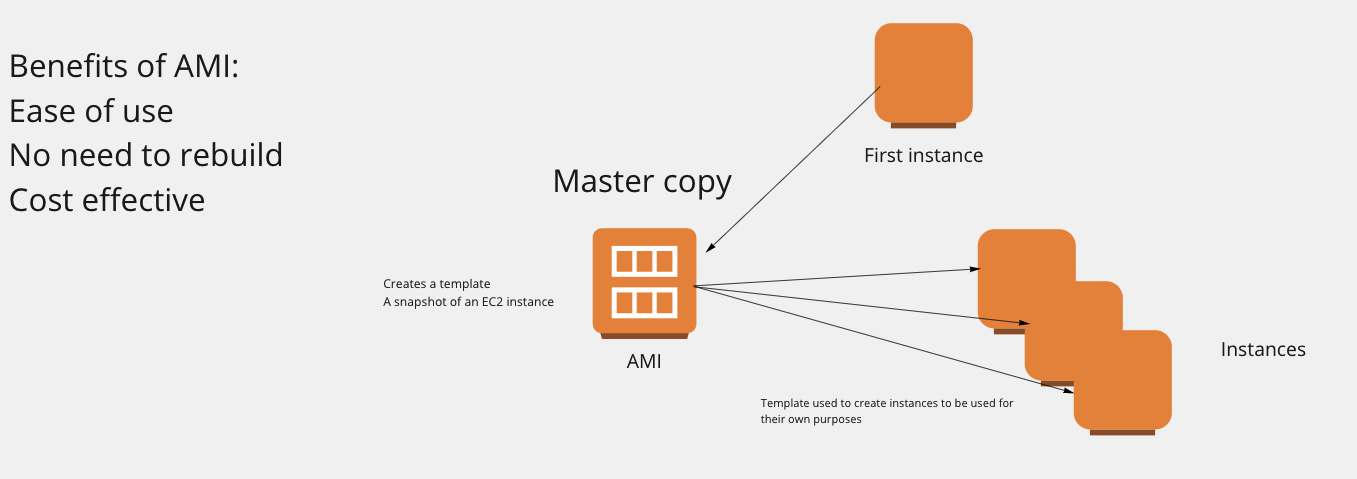 Benefits of AMI:
Ease of use
No need to rebuild
Cost effective
First instance
Master copy
Creates a template
A snapshot of an EC2 instance
AMI
Instances
Template used to create instances to be used for
their own purposes